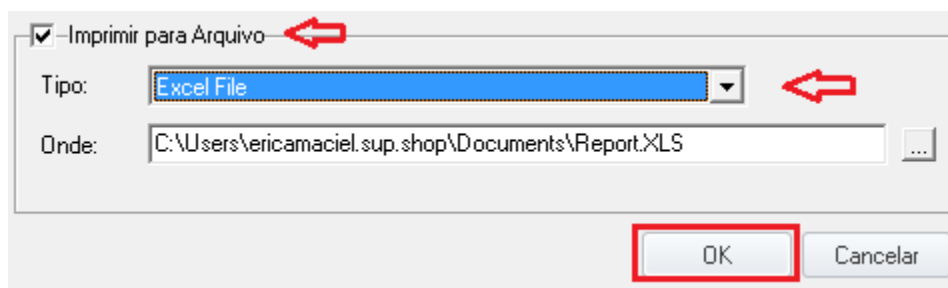 Imprimir para Arquivo
Tipo: Excel File
Onde: C:\Users\ericamaciel.sup.shop\Documents\Report.XLS ...
OK Cancelar